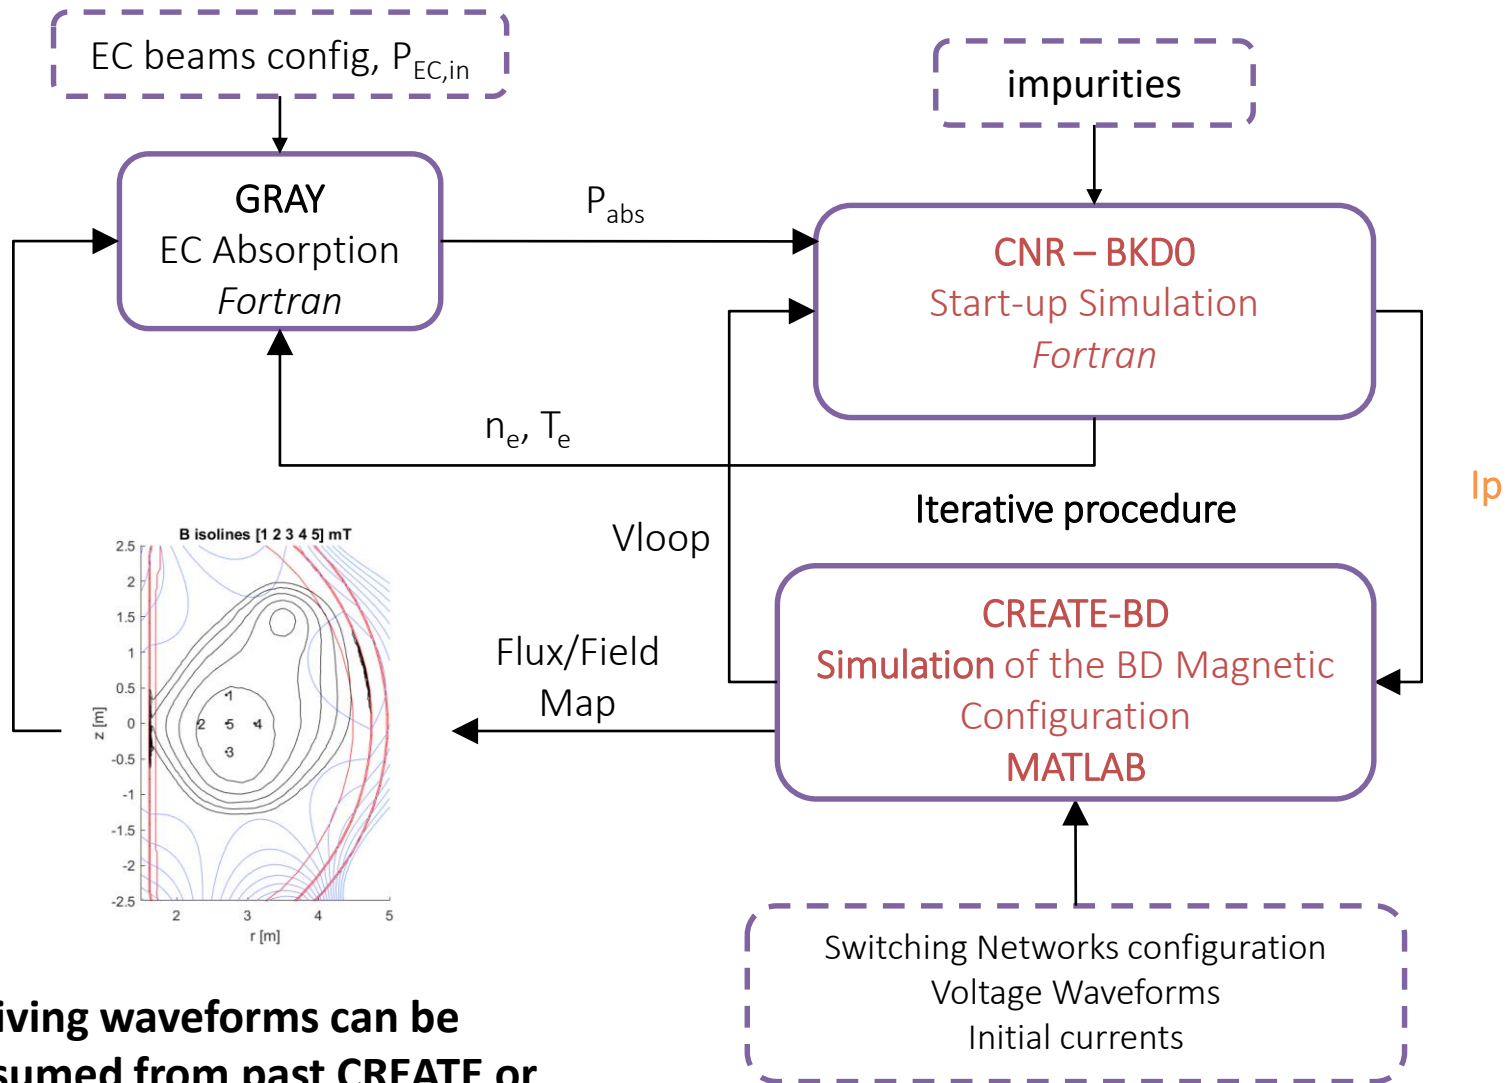 EC beams config, P_EC,in
impurities
GRAY
EC Absorption
Fortran
P_abs
CNR – BKD0
Start-up Simulation
Fortran
n_e, T_e
Ip
Iterative procedure
Vloop
B isolines [1 2 3 4 5] mT
2.5
2
1.5
1
0.5
0
-0.5
-1
-1.5
-2
-2.5
z [m]
1
2
5
4
3
2
3
4
5
r [m]
Flux/Field
Map
CREATE-BD
Simulation of the BD Magnetic
Configuration
MATLAB
Switching Networks configuration
Voltage Waveforms
Initial currents
iving waveforms can be
sumed from past CREATE or